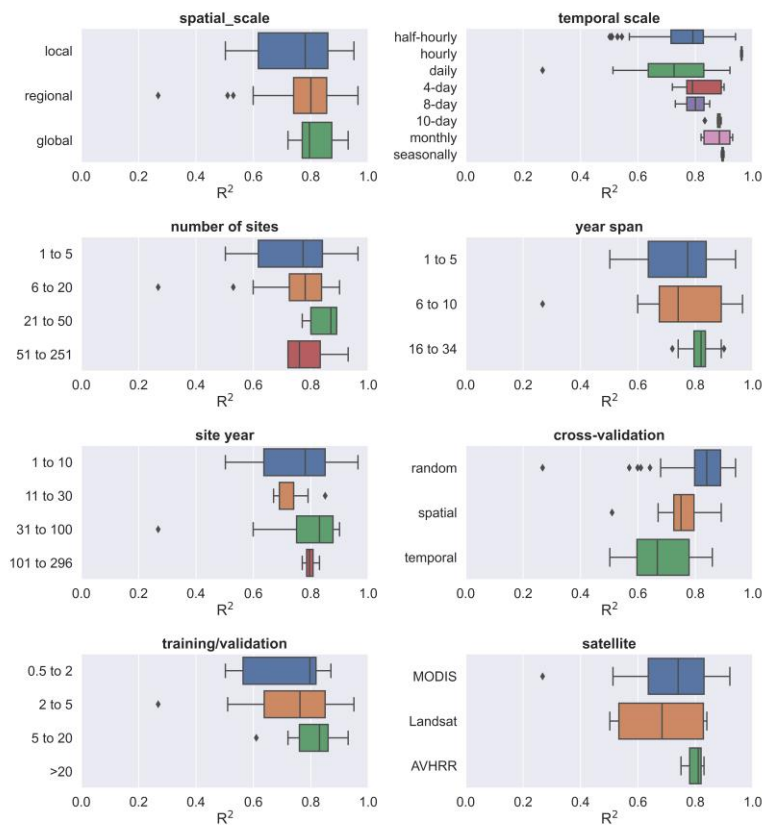 spatial_scale
local
regional
global
0.0 0.2 0.4 0.6 0.8 1.0
R²
temporal scale
half-hourly
hourly
daily
4-day
8-day
10-day
monthly
seasonally
0.0 0.2 0.4 0.6 0.8 1.0
R²
number of sites
1 to 5
6 to 20
21 to 50
51 to 251
0.0 0.2 0.4 0.6 0.8 1.0
R²
year span
1 to 5
6 to 10
16 to 34
0.0 0.2 0.4 0.6 0.8 1.0
R²
site year
1 to 10
11 to 30
31 to 100
101 to 296
0.0 0.2 0.4 0.6 0.8 1.0
R²
cross-validation
random
spatial
temporal
0.0 0.2 0.4 0.6 0.8 1.0
R²
training/validation
0.5 to 2
2 to 5
5 to 20
>20
0.0 0.2 0.4 0.6 0.8 1.0
R²
satellite
MODIS
Landsat
AVHRR
0.0 0.2 0.4 0.6 0.8 1.0
R²